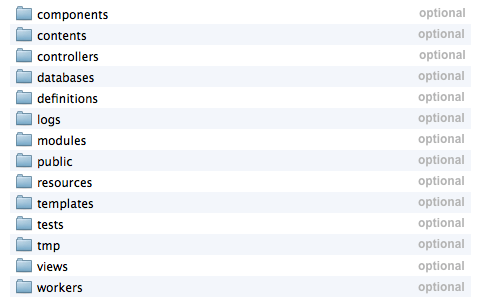 components optional
contents optional
controllers optional
databases optional
definitions optional
logs optional
modules optional
public optional
resources optional
templates optional
tests optional
tmp optional
views optional
workers optional